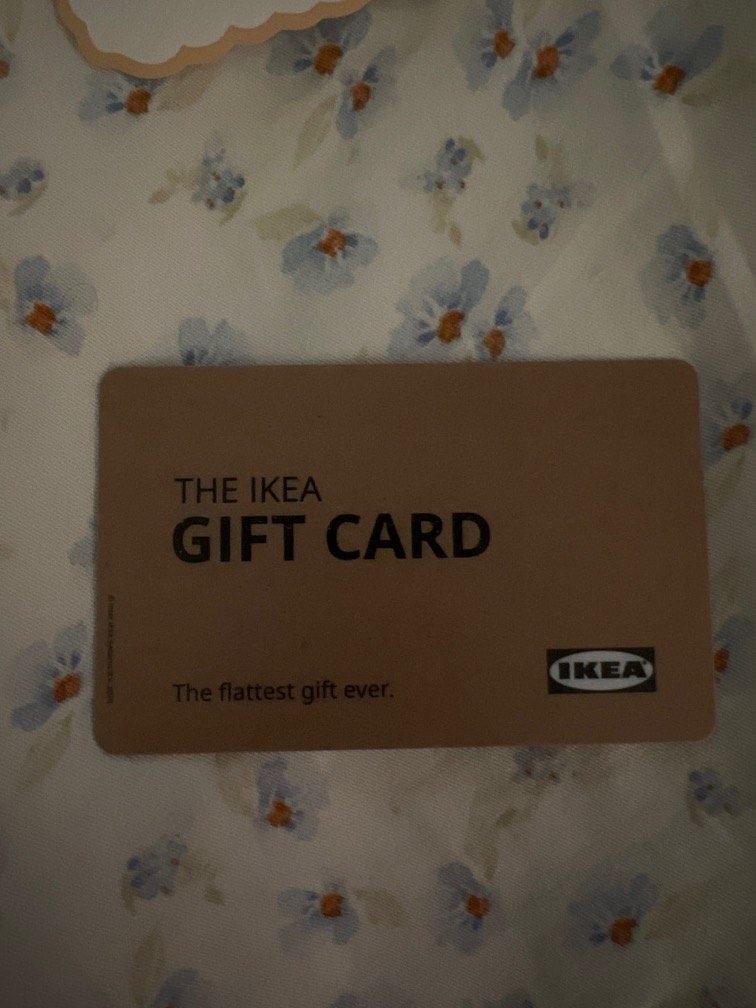 THE IKEA
GIFT CARD
The flattest gift ever.
IKEA